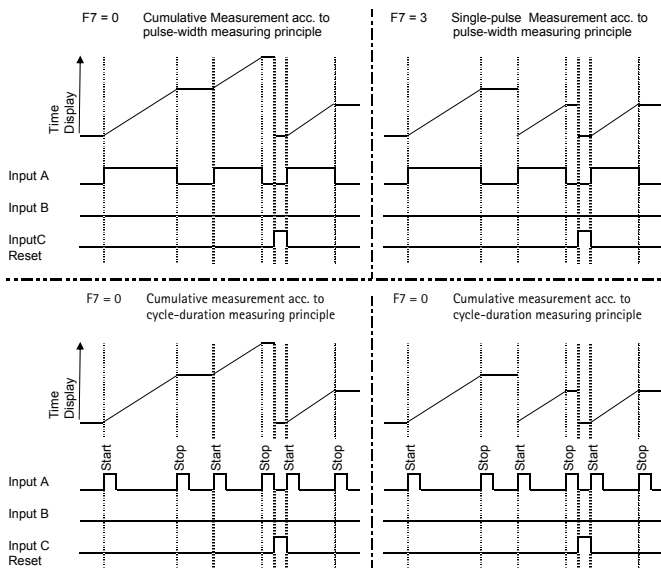 F7 = 0 Cumulative Measurement acc. to
pulse-width measuring principle
Time
Display
Input A
Input B
InputC
Reset
F7 = 3 Single-pulse Measurement acc. to
pulse-width measuring principle
F7 = 0 Cumulative measurement acc. to
cycle-duration measuring principle
Time
Display
Start
Stop
Start
Stop
Start
Stop
Input A
Input B
Input C
Reset
F7 = 0 Cumulative measurement acc. to
cycle-duration measuring principle
Start
Stop
Start
Stop
Start
Stop